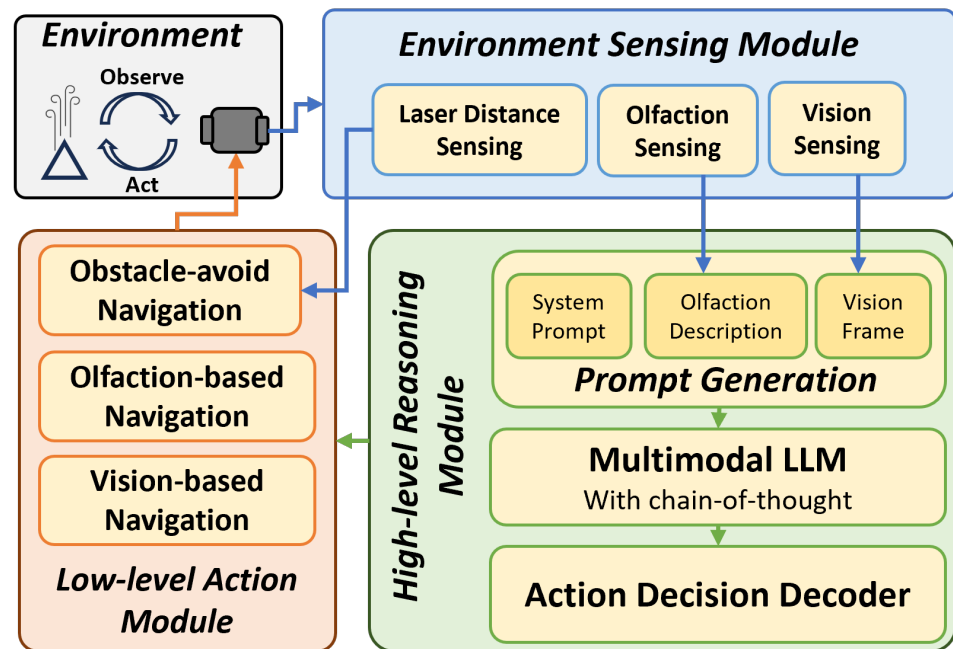 Environment
Observe
Act
Environment Sensing Module
Laser Distance
Sensing
Olfaction
Sensing
Vision
Sensing
Obstacle-avoid
Navigation
Olfaction-based
Navigation
Vision-based
Navigation
Low-level Action
Module
High-level Reasoning
Module
System
Prompt
Olfaction
Description
Vision
Frame
Prompt Generation
Multimodal LLM
With chain-of-thought
Action Decision Decoder